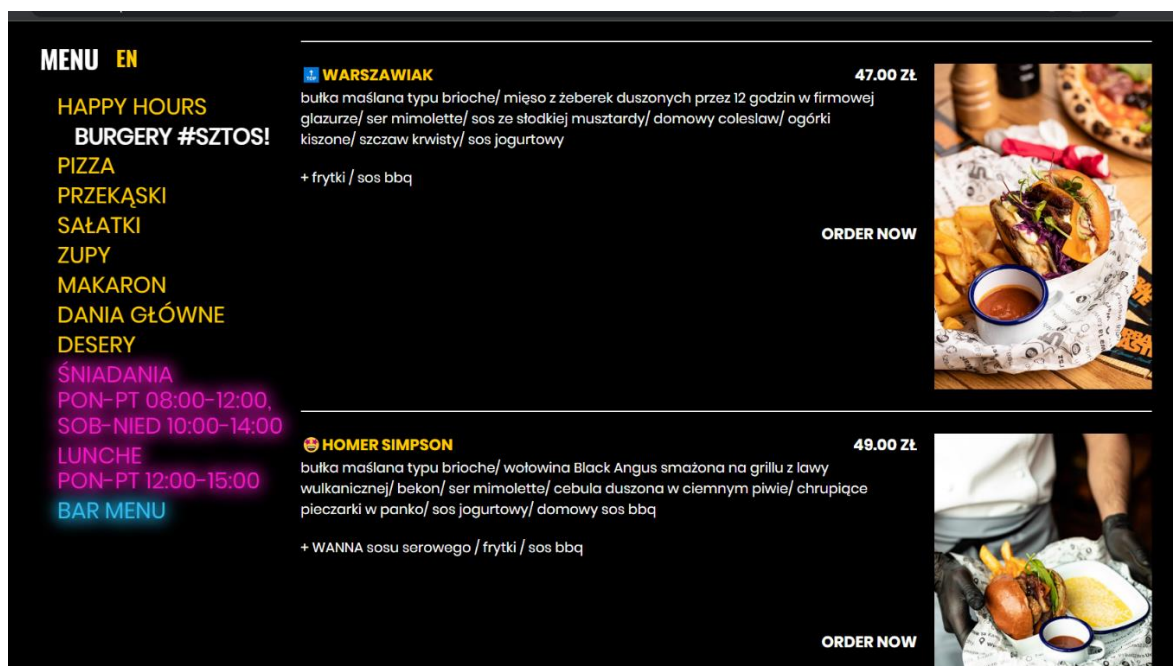 MENU EN
HAPPY HOURS
BURGERY #SZTOS!
PIZZA
PRZEKĄSKI
SAŁATKI
ZUPY
MAKARON
DANIA GŁÓWNE
DESERY
ŚNIADANIA
PON-PT 08:00-12:00,
SOB-NIED 10:00-14:00
LUNCHE
PON-PT 12:00-15:00
BAR MENU
TOP
WARSZAWIAK 47.00 ZŁ
bułka maślana typu brioche/ mięso z żeberek duszonych przez 12 godzin w firmowej
glazurze/ ser mimolette/ sos ze słodkiej musztardy/ domowy coleslaw/ ogórki
kiszone/ szczaw krwisty/ sos jogurtowy
+ frytki / sos bbq
ORDER NOW
HOMER SIMPSON 49.00 ZŁ
bułka maślana typu brioche/ wołowina Black Angus smażona na grillu z lawy
wulkanicznej/ bekon/ ser mimolette/ cebula duszona w ciemnym piwie/ chrupiące
pieczarki w panko/ sos jogurtowy/ domowy sos bbq
+ WANNA sosu serowego / frytki / sos bbq
ORDER NOW